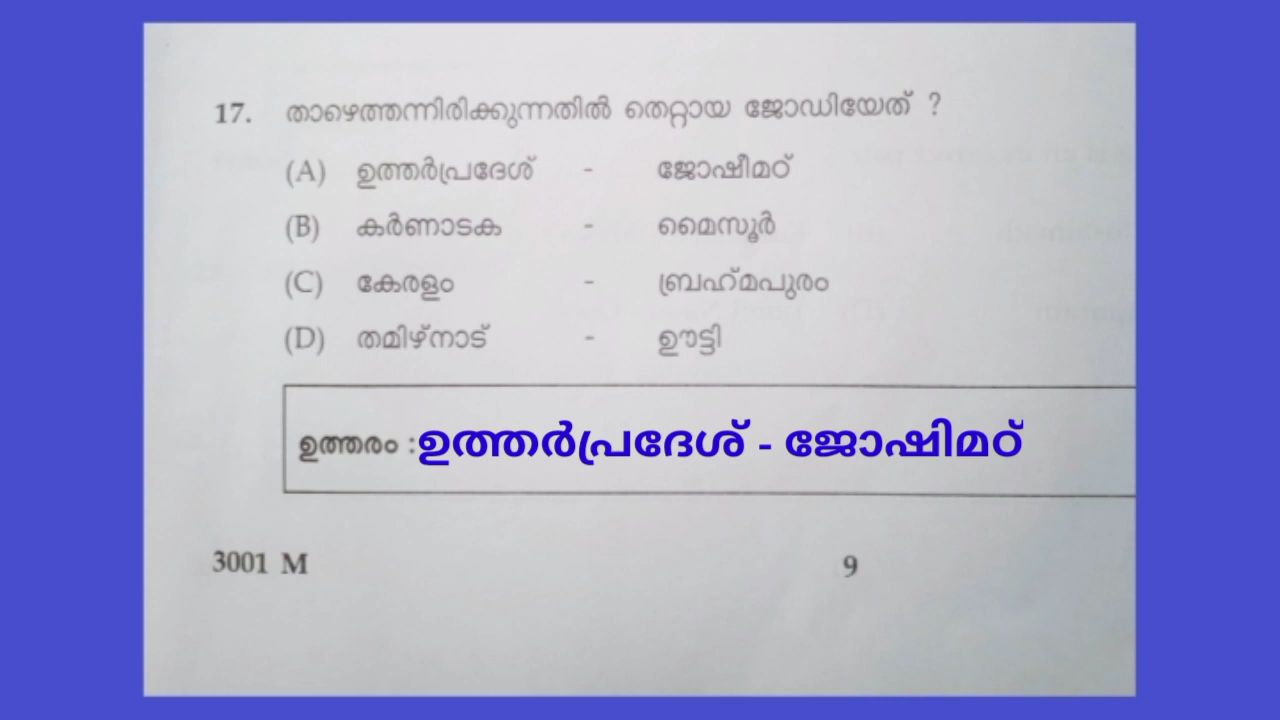 17. താഴെത്തന്നിരിക്കുന്നതിൽ തെറ്റായ ജോഡിയേത് ?
(A) ഉത്തർപ്രദേശ് - ജോഷീമഠ്
(B) കർണാടക - മൈസൂർ
(C) കേരളം - ബ്രഹ്മപുരം
(D) തമിഴ്നാട് - ഊട്ടി
ഉത്തരം : ഉത്തർപ്രദേശ് - ജോഷിമഠ്
3001 M 9